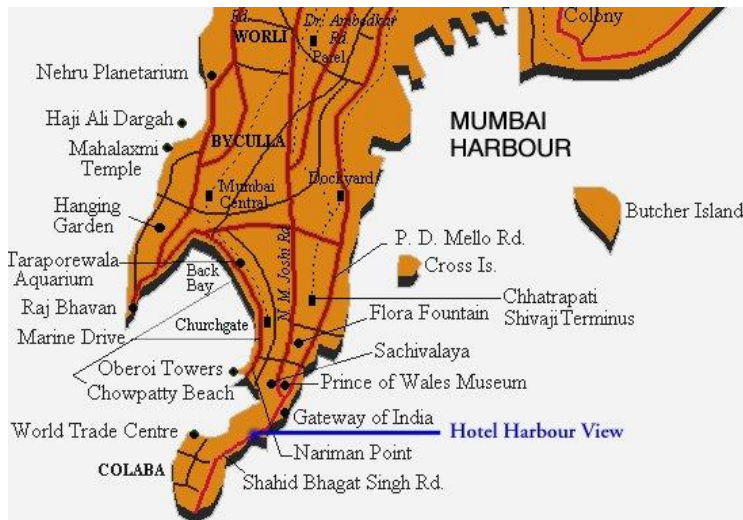 Rd.
Dr. Ambedkar
Rd.
WORLI
Parel
Colony
Nehru Planetarium
Haji Ali Dargah
Mahalaxmi
Temple
BYCULLA
MUMBAI
HARBOUR
Mumbai
Central
Dockyard
Hanging
Garden
Butcher Island
P. D. Mello Rd.
N. M. Joshi Rd.
Taraporewala
Aquarium
Back
Bay
Cross Is.
Raj Bhavan
Chhatrapati
Shivaji Terminus
Marine Drive
Churchgate
Flora Fountain
Sachivalaya
Oberoi Towers
Chowpatty Beach
Prince of Wales Museum
Gateway of India
World Trade Centre
Hotel Harbour View
Nariman Point
COLABA
Shahid Bhagat Singh Rd.